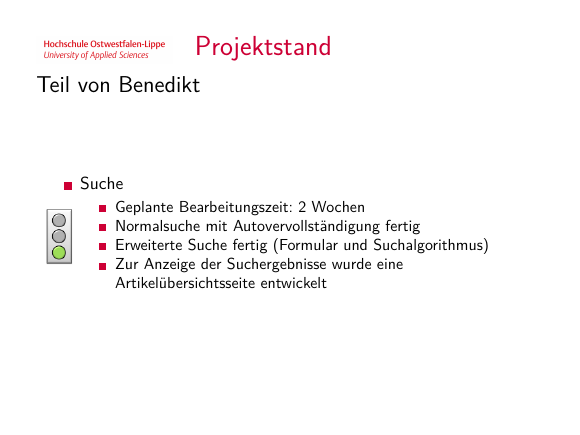 Hochschule Ostwestfalen-Lippe
University of Applied Sciences
Projektstand
Teil von Benedikt
Suche
Geplante Bearbeitungszeit: 2 Wochen
Normalsuche mit Autovervollständigung fertig
Erweiterte Suche fertig (Formular und Suchalgorithmus)
Zur Anzeige der Suchergebnisse wurde eine
Artikelübersichtsseite entwickelt